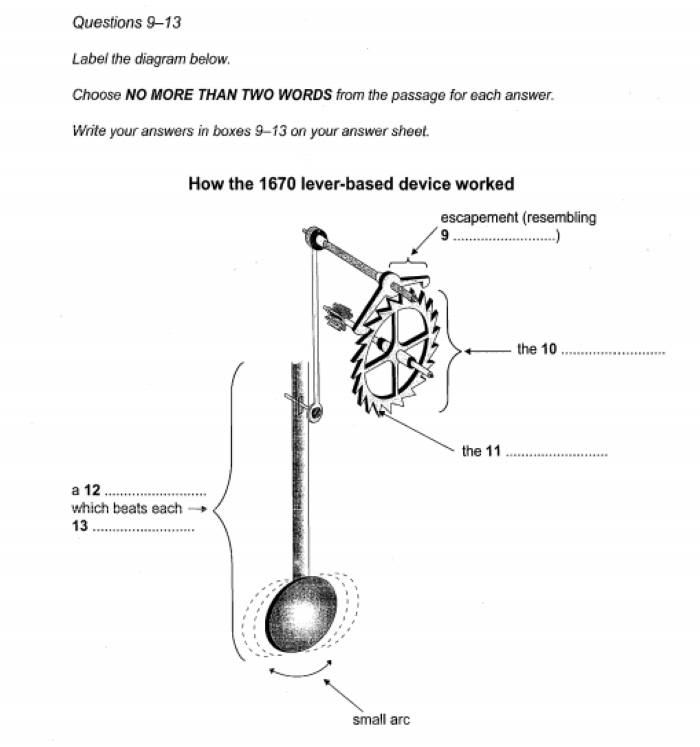 Questions 9–13
Label the diagram below.
Choose NO MORE THAN TWO WORDS from the passage for each answer.
Write your answers in boxes 9–13 on your answer sheet.
How the 1670 lever-based device worked
escapement (resembling
9 ..........................)
the 10 ..........................
the 11 ..........................
a 12 ..........................
which beats each
13 ..........................
small arc